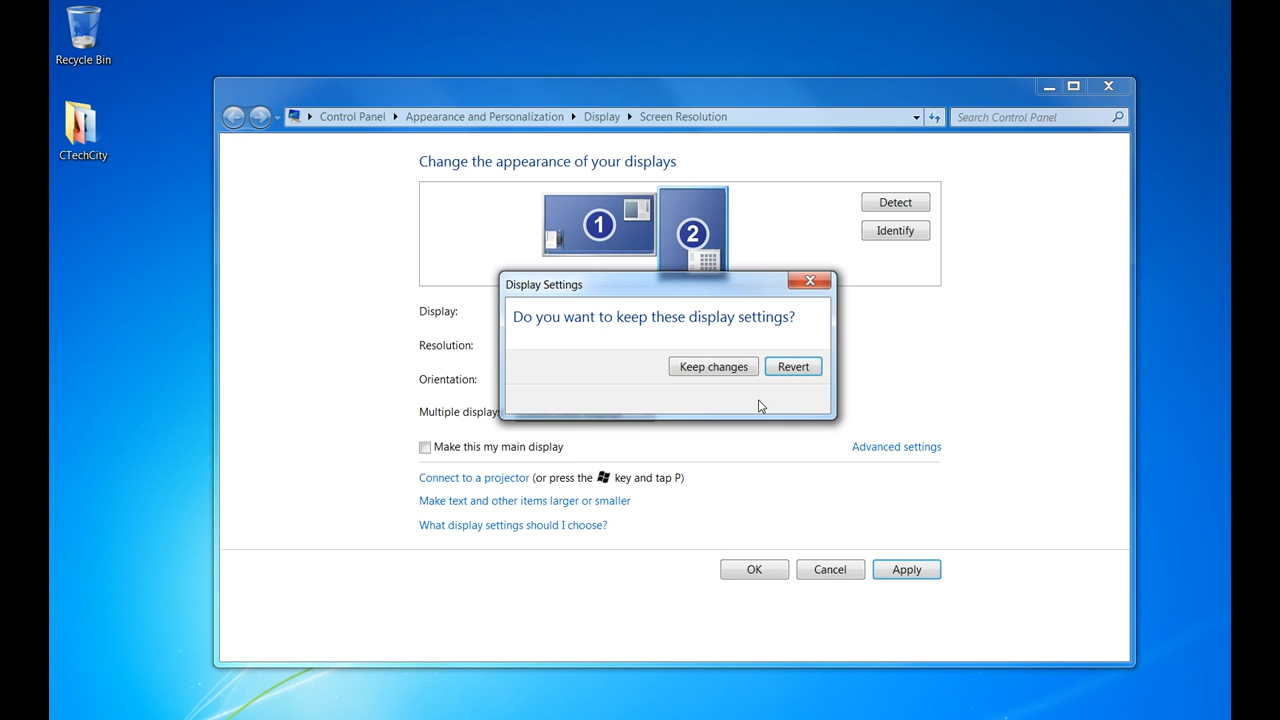 Recycle Bin
CTechCity
Control Panel Appearance and Personalization Display Screen Resolution
Search Control Panel
Change the appearance of your displays
1
2
Detect
Identify
Display Settings
Do you want to keep these display settings?
Keep changes
Revert
Display:
Resolution:
Orientation:
Multiple display
Make this my main display
Advanced settings
Connect to a projector (or press the key and tap P)
Make text and other items larger or smaller
What display settings should I choose?
OK
Cancel
Apply